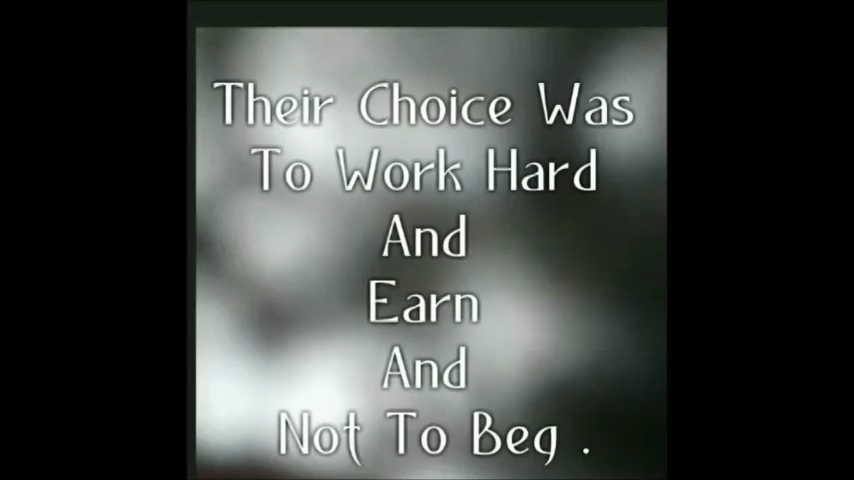 Their Choice Was
To Work Hard
And
Earn
And
Not To Beg .